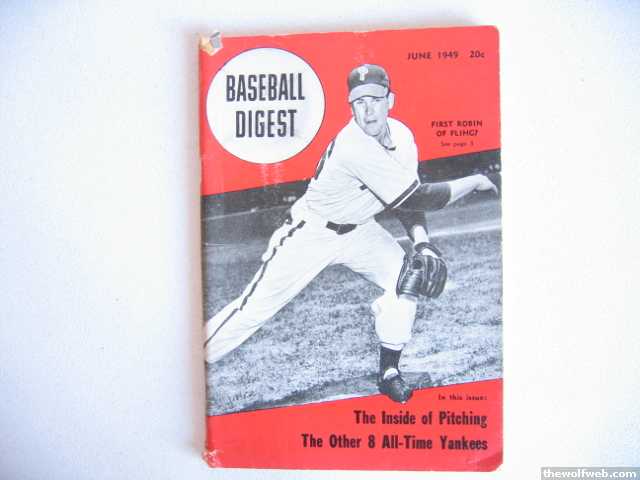 JUNE 1949 20c
BASEBALL
DIGEST
P
FIRST ROBIN
OF FLING?
See page 3
In this issue:
The Inside of Pitching
The Other 8 All-Time Yankees
thewolfweb.com